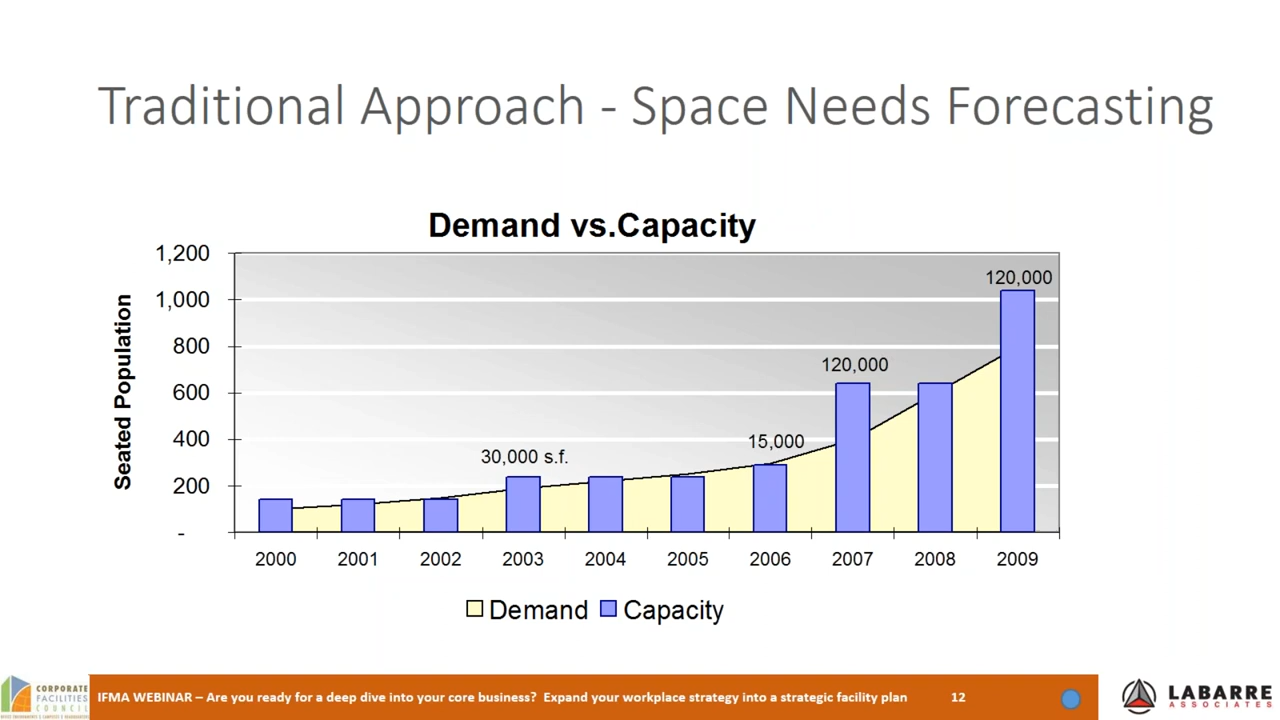 Traditional Approach - Space Needs Forecasting
Demand vs.Capacity
Seated Population
1,200
1,000
800
600
400
200
-
120,000
120,000
15,000
30,000 s.f.
2000 2001 2002 2003 2004 2005 2006 2007 2008 2009
Demand Capacity
CORPORATE
FACILITIES
COUNCIL
IFMA WEBINAR – Are you ready for a deep dive into your core business? Expand your workplace strategy into a strategic facility plan 12
LABARRE
ASSOCIATES